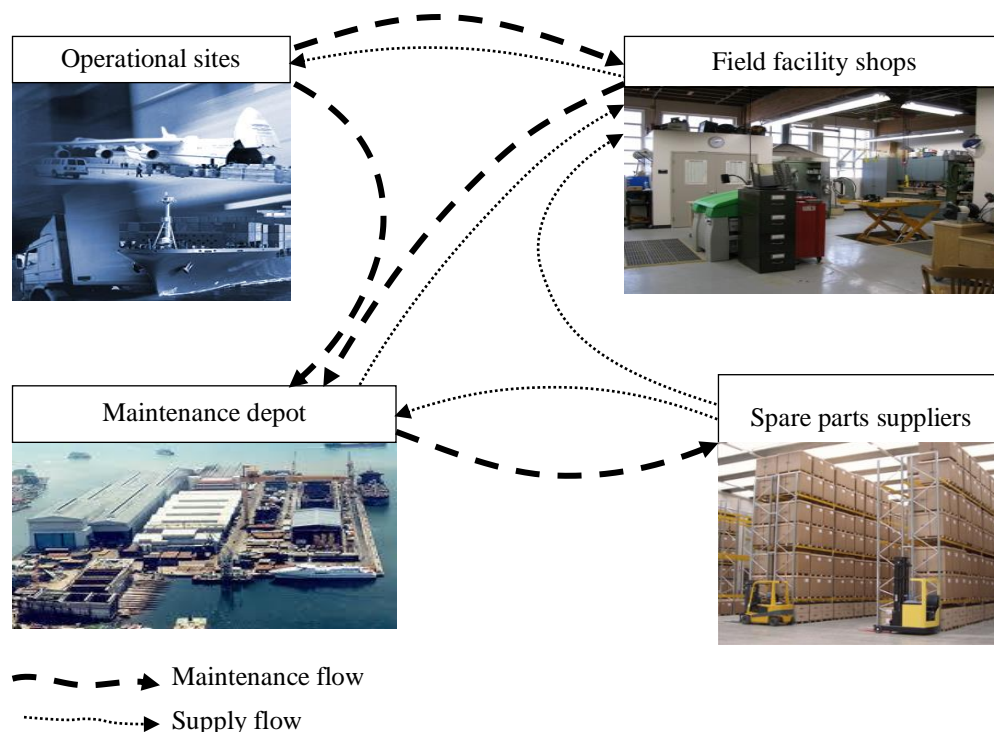 Operational sites
Field facility shops
Maintenance depot
Spare parts suppliers
Maintenance flow
Supply flow